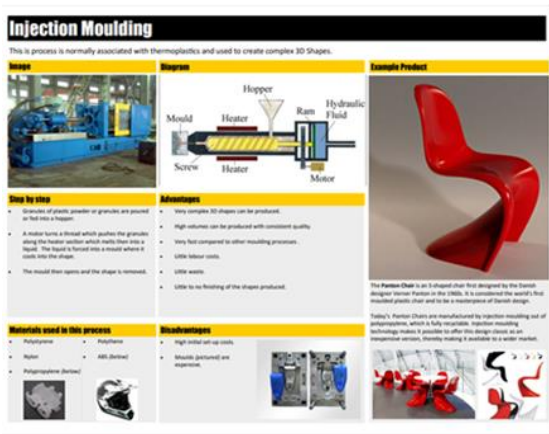 Injection Moulding
This is process is normally associated with thermoplastics and used to create complex 3D Shapes.
Image
Diagram
Example Product
Hopper
Mould
Heater
Ram
Hydraulic
Fluid
Screw
Heater
Motor
Step by step
• Granules of plastic powder or granules are poured
or fed into a hopper.
• A motor turns a thread which pushes the granules
along the heater section which melts then into a
liquid. The liquid is forced into a mould where it
cools into the shape.
• The mould then opens and the shape is removed.
Advantages
• Very complex 3D shapes can be produced.
• High volumes can be produced with consistent quality.
• Very fast compared to other moulding processes.
• Little labour costs.
• Little waste.
• Little to no finishing of the shapes produced.
The Panton Chair is an S-shaped chair first designed by the Danish
designer Verner Panton in the 1960s. It is considered the world's first
moulded plastic chair and to be a masterpiece of Danish design.
Today's Panton Chairs are manufactured by injection moulding out of
polypropylene, which is fully recyclable. Injection moulding
technology makes it possible to offer this design classic as an
inexpensive version, thereby making it available to a wider market.
Materials used in this process
• Polystyrene
• Polythene
• Nylon
• ABS (below)
• Polypropylene (below)
Disadvantages
• High initial set-up costs.
• Moulds (pictured) are
expensive.